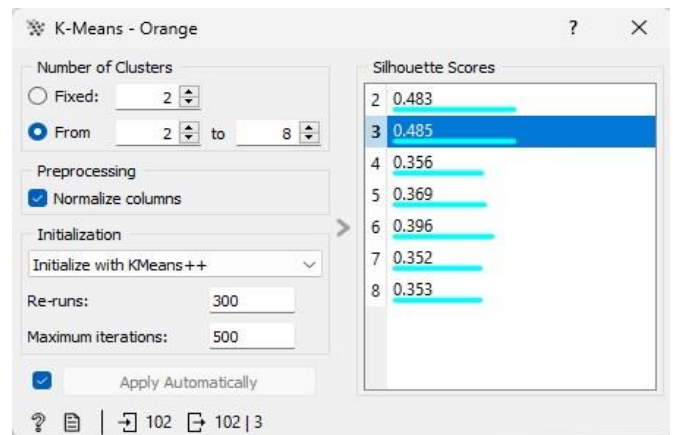 K-Means - Orange
? ×
Number of Clusters
Fixed: 2
From 2 to 8
Preprocessing
Normalize columns
Initialization
Initialize with KMeans++
Re-runs: 300
Maximum iterations: 500
Apply Automatically
? 102 102 | 3
Silhouette Scores
2 0.483
3 0.485
4 0.356
5 0.369
6 0.396
7 0.352
8 0.353